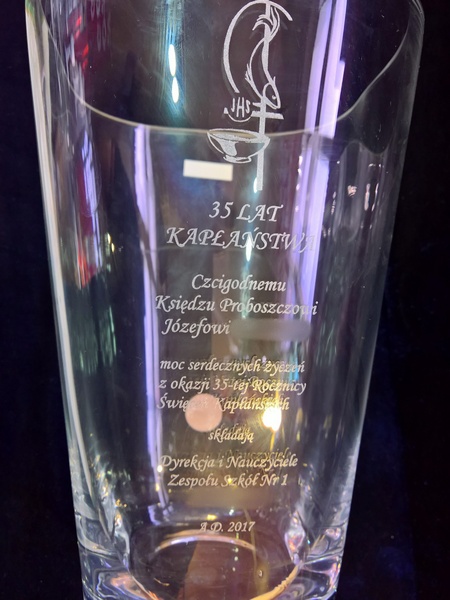 IHS
35 LAT
KAPŁAŃSTWA
Czcigodnemu
Księdzu Proboszczowi
Józefowi
moc serdecznych życzeń
z okazji 35-tej Rocznicy
Święceń Kapłańskich
składają
Dyrekcja i Nauczyciele
Zespołu Szkół Nr 1
A.D. 2017